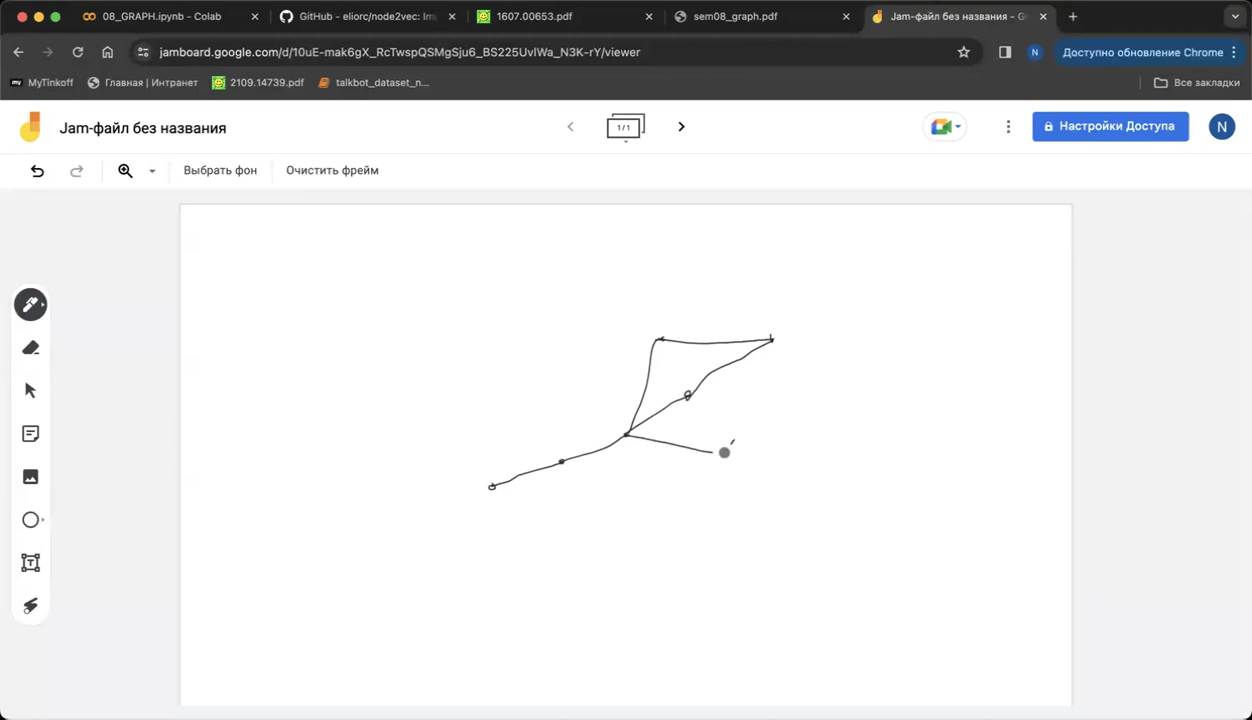 08_GRAPH.ipynb - Colab
GitHub - eliorc/node2vec: Im
1607.00653.pdf
sem08_graph.pdf
Jam-файл без названия - G
jamboard.google.com/d/10uE-mak6gX_RcTwspQSMgSju6_BS225UvIWa_N3K-rY/viewer
N
Доступно обновление Chrome
my MyTinkoff
Главная | Интранет
2109.14739.pdf
talkbot_dataset_n...
Все закладки
Jam-файл без названия
1/1
Настройки Доступа
N
Выбрать фон
Очистить фрейм